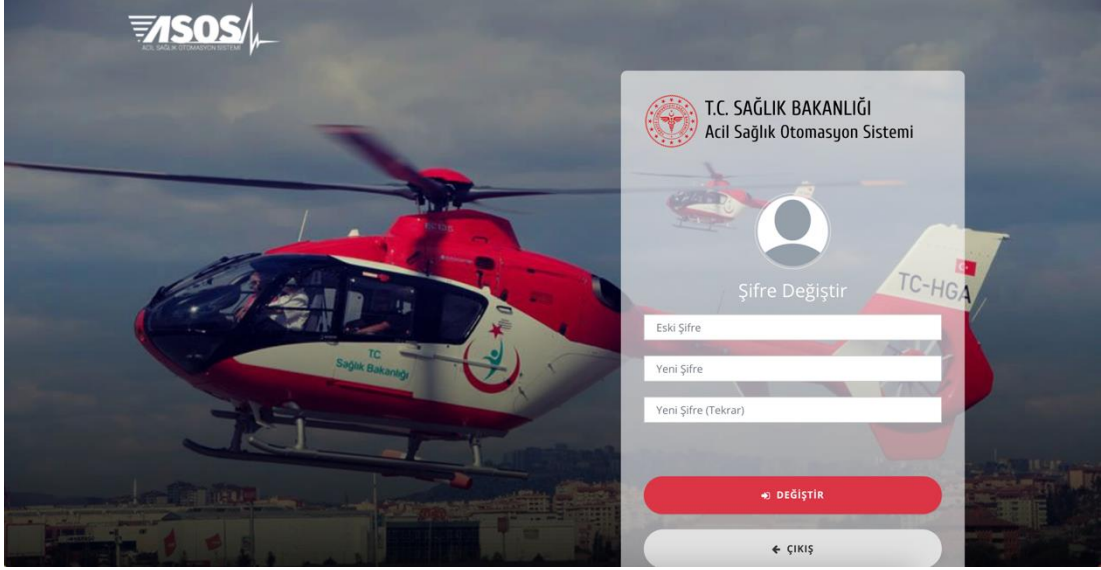 ASOS
ACİL SAĞLIK OTOMASYON SİSTEMİ
T.C. SAĞLIK BAKANLIĞI
Acil Sağlık Otomasyon Sistemi
TC-HGA
Şifre Değiştir
Eski Şifre
TC
Sağlık Bakanlığı
Yeni Şifre
Yeni Şifre (Tekrar)
DEĞİŞTİR
ÇIKIŞ